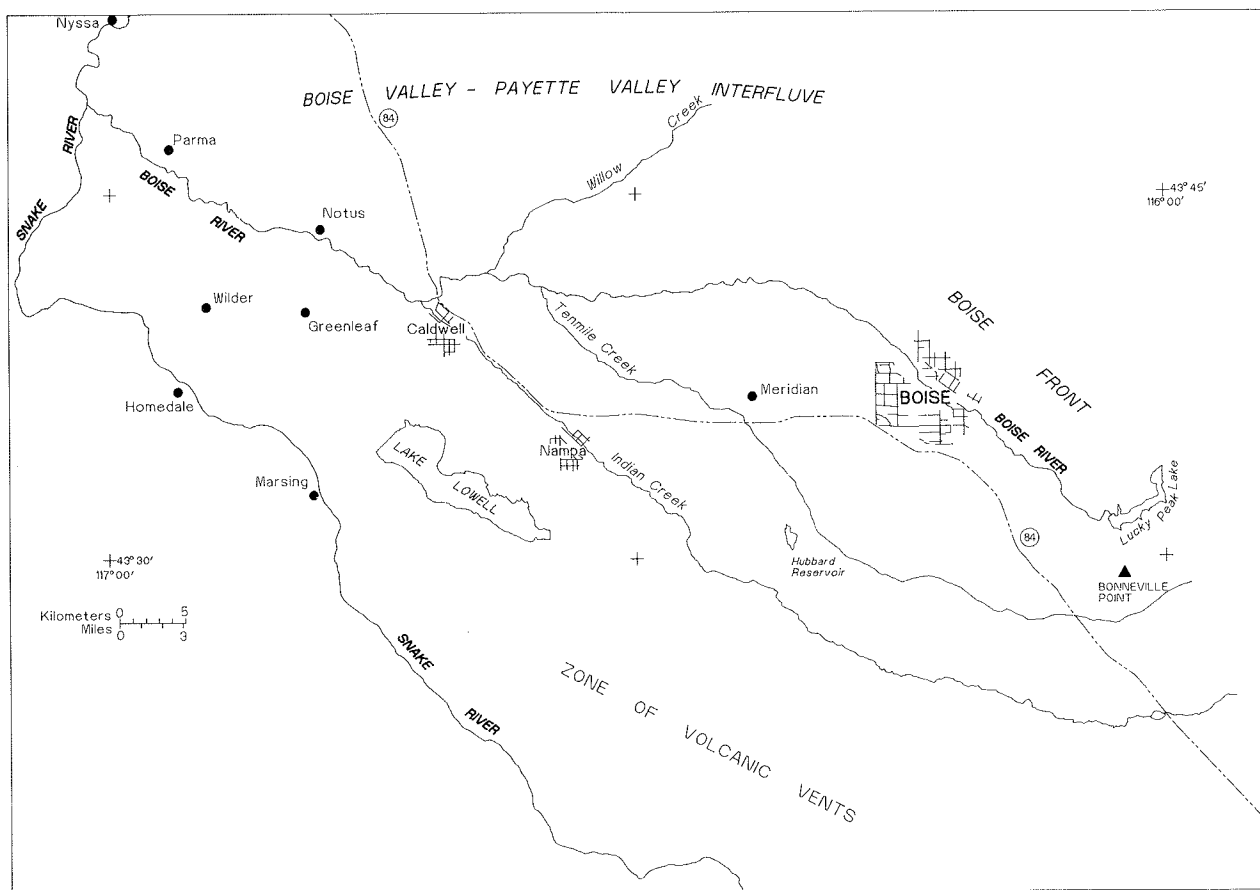 Nyssa
BOISE VALLEY - PAYETTE VALLEY INTERFLUVE
84
Creek
Willow
Parma
RIVER
SNAKE
BOISE
RIVER
43° 45'
116° 00'
Notus
Wilder
Greenleaf
Caldwell
Tenmile Creek
BOISE
FRONT
Meridian
BOISE
BOISE RIVER
Homedale
LAKE
LOWELL
Nampa
Indian Creek
Marsing
Lucky Peak Lake
84
Hubbard
Reservoir
BONNEVILLE
POINT
43° 30'
117° 00'
Kilometers 0 5
Miles 0 3
SNAKE
RIVER
ZONE OF VOLCANIC VENTS